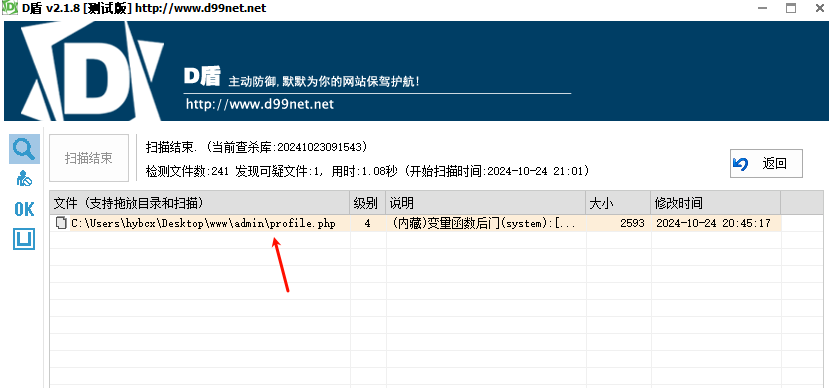 D盾 v2.1.8 [测试版] http://www.d99net.net
D盾 主动防御,默默为你的网站保驾护航!
http://www.d99net.net
扫描结束
扫描结束. (当前查杀库:20241023091543)
检测文件数:241 发现可疑文件:1, 用时:1.08秒 (开始扫描时间:2024-10-24 21:01)
返回
OK
文件 (支持拖放目录和扫描) 级别 说明 大小 修改时间
C:\Users\hybcx\Desktop\www\admin\profile.php 4 (内藏)变量函数后门(system):[... 2593 2024-10-24 20:45:17